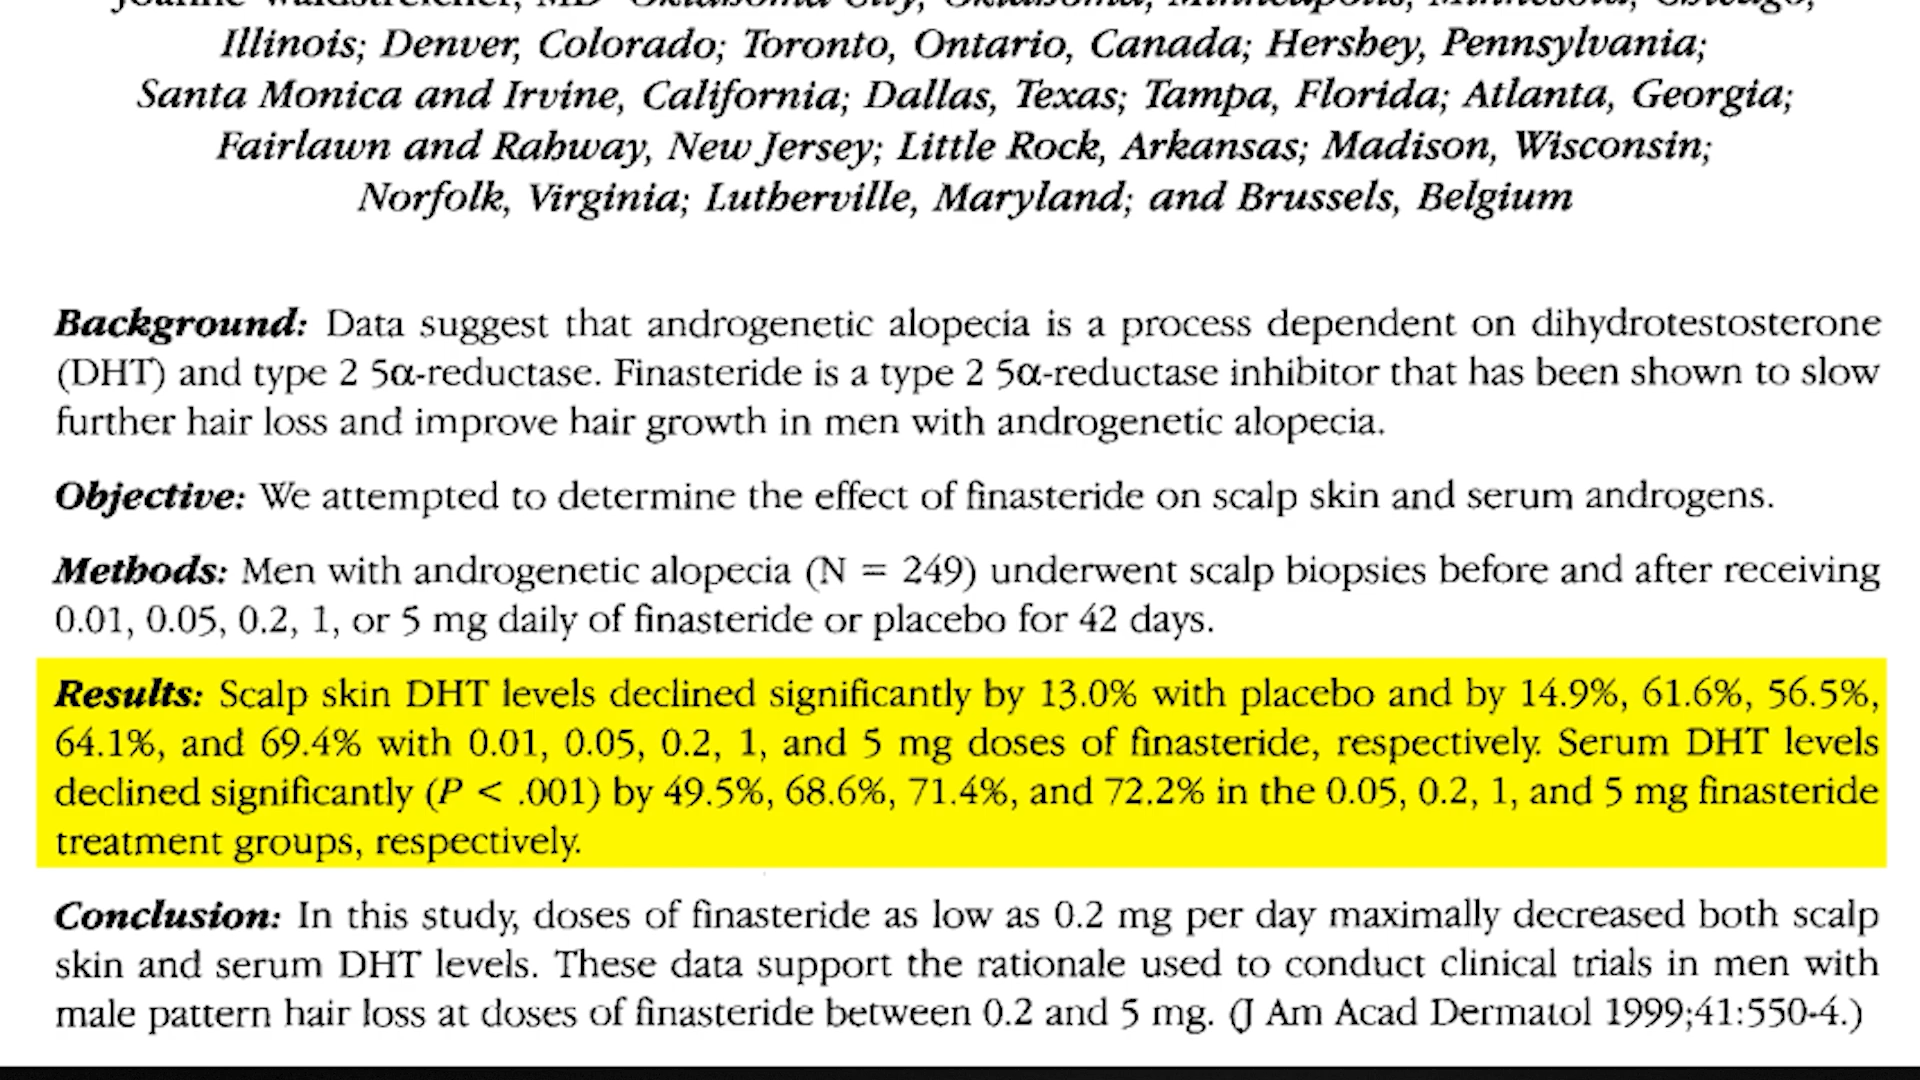 Illinois; Denver, Colorado; Toronto, Ontario, Canada; Hershey, Pennsylvania;
Santa Monica and Irvine, California; Dallas, Texas; Tampa, Florida; Atlanta, Georgia;
Fairlawn and Rahway, New Jersey; Little Rock, Arkansas; Madison, Wisconsin;
Norfolk, Virginia; Lutherville, Maryland; and Brussels, Belgium
Background: Data suggest that androgenetic alopecia is a process dependent on dihydrotestosterone
(DHT) and type 2 5α-reductase. Finasteride is a type 2 5α-reductase inhibitor that has been shown to slow
further hair loss and improve hair growth in men with androgenetic alopecia.
Objective: We attempted to determine the effect of finasteride on scalp skin and serum androgens.
Methods: Men with androgenetic alopecia (N = 249) underwent scalp biopsies before and after receiving
0.01, 0.05, 0.2, 1, or 5 mg daily of finasteride or placebo for 42 days.
Results: Scalp skin DHT levels declined significantly by 13.0% with placebo and by 14.9%, 61.6%, 56.5%,
64.1%, and 69.4% with 0.01, 0.05, 0.2, 1, and 5 mg doses of finasteride, respectively. Serum DHT levels
declined significantly (P < .001) by 49.5%, 68.6%, 71.4%, and 72.2% in the 0.05, 0.2, 1, and 5 mg finasteride
treatment groups, respectively.
Conclusion: In this study, doses of finasteride as low as 0.2 mg per day maximally decreased both scalp
skin and serum DHT levels. These data support the rationale used to conduct clinical trials in men with
male pattern hair loss at doses of finasteride between 0.2 and 5 mg. (J Am Acad Dermatol 1999;41:550-4.)